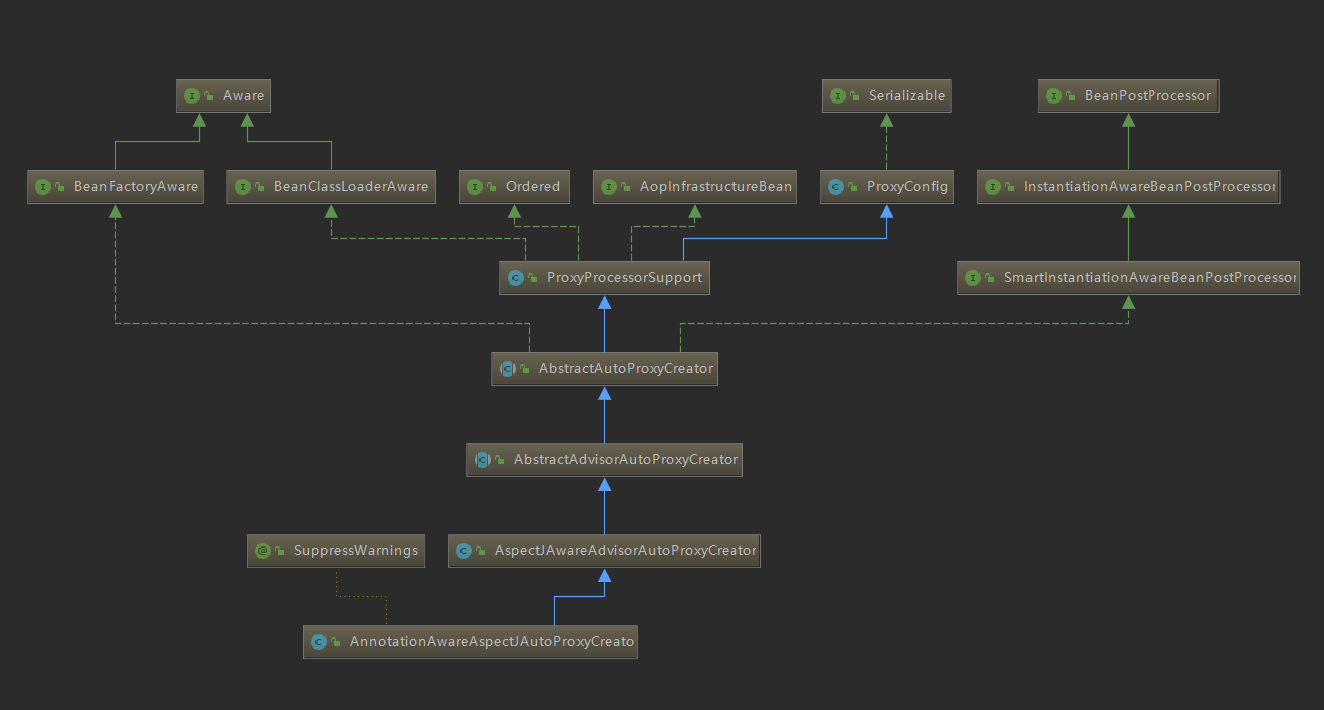 Aware
Serializable
BeanPostProcessor
BeanFactoryAware
BeanClassLoaderAware
Ordered
AopInfrastructureBean
ProxyConfig
InstantiationAwareBeanPostProcessor
ProxyProcessorSupport
SmartInstantiationAwareBeanPostProcessor
AbstractAutoProxyCreator
AbstractAdvisorAutoProxyCreator
SuppressWarnings
AspectJAwareAdvisorAutoProxyCreator
AnnotationAwareAspectJAutoProxyCreato